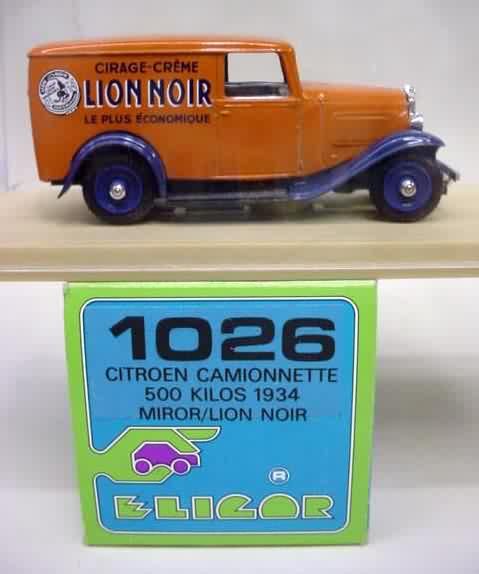 CIRAGE-CRÈME
LION NOIR
LE PLUS ÉCONOMIQUE
1026
CITROEN CAMIONNETTE
500 KILOS 1934
MIROR/LION NOIR
®
ELIGOR